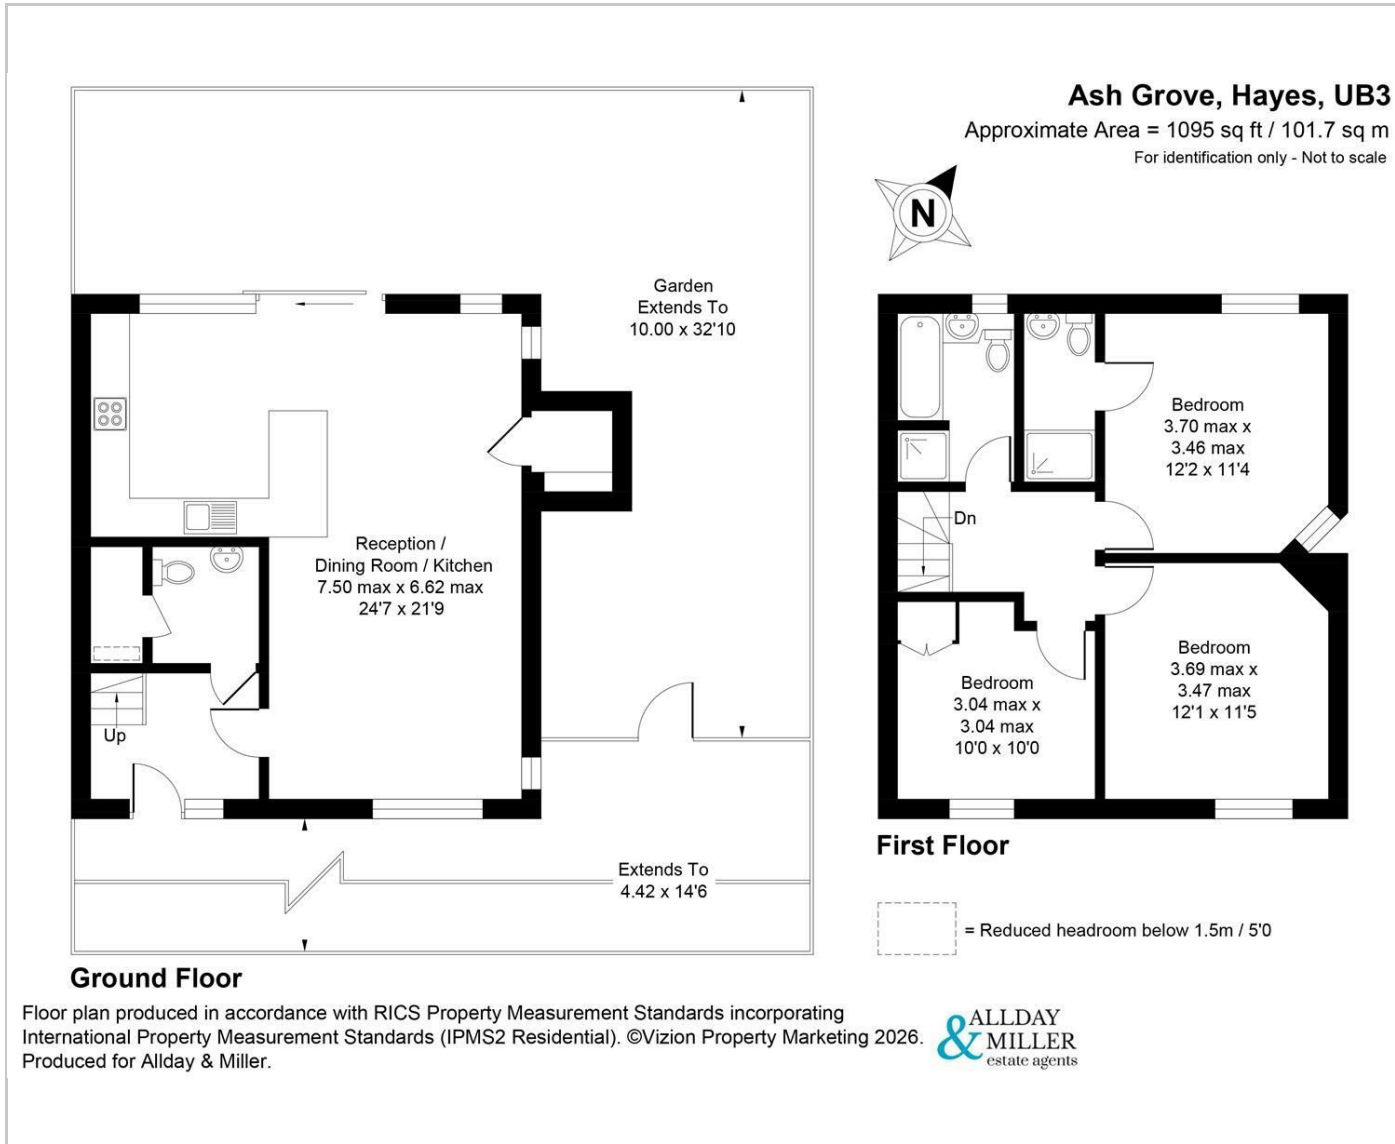 Ash Grove, Hayes, UB3
Approximate Area = 1095 sq ft / 101.7 sq m
For identification only - Not to scale
N
Garden
Extends To
10.00 x 32'10
Reception /
Dining Room / Kitchen
7.50 max x 6.62 max
24'7 x 21'9
Up
Extends To
4.42 x 14'6
Ground Floor
Bedroom
3.70 max x
3.46 max
12'2 x 11'4
Dn
Bedroom
3.04 max x
3.04 max
10'0 x 10'0
Bedroom
3.69 max x
3.47 max
12'1 x 11'5
First Floor
= Reduced headroom below 1.5m / 5'0
Floor plan produced in accordance with RICS Property Measurement Standards incorporating
International Property Measurement Standards (IPMS2 Residential). ©Vizion Property Marketing 2026.
Produced for Allday & Miller.
ALLDAY
& MILLER
estate agents